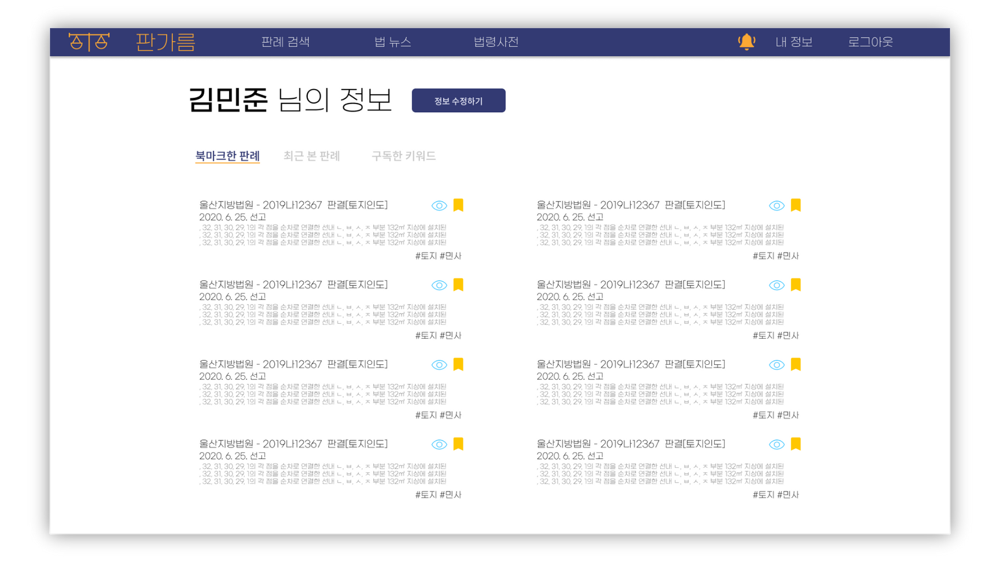 판가름 판례 검색 법 뉴스 법령사전 내 정보 로그아웃
김민준 님의 정보 정보 수정하기
북마크한 판례 최근 본 판례 구독한 키워드
울산지방법원 - 2019나12367 판결[토지인도]
2020. 6. 25. 선고
, 32, 31, 30, 29, 1의 각 점을 순차로 연결한 선내 ㄴ, ㅂ, ㅅ, ㅈ 부분 132㎡ 지상에 설치된
, 32, 31, 30, 29, 1의 각 점을 순차로 연결한 선내 ㄴ, ㅂ, ㅅ, ㅈ 부분 132㎡ 지상에 설치된
, 32, 31, 30, 29, 1의 각 점을 순차로 연결한 선내 ㄴ, ㅂ, ㅅ, ㅈ 부분 132㎡ 지상에 설치된
#토지 #민사
울산지방법원 - 2019나12367 판결[토지인도]
2020. 6. 25. 선고
, 32, 31, 30, 29, 1의 각 점을 순차로 연결한 선내 ㄴ, ㅂ, ㅅ, ㅈ 부분 132㎡ 지상에 설치된
, 32, 31, 30, 29, 1의 각 점을 순차로 연결한 선내 ㄴ, ㅂ, ㅅ, ㅈ 부분 132㎡ 지상에 설치된
, 32, 31, 30, 29, 1의 각 점을 순차로 연결한 선내 ㄴ, ㅂ, ㅅ, ㅈ 부분 132㎡ 지상에 설치된
#토지 #민사
울산지방법원 - 2019나12367 판결[토지인도]
2020. 6. 25. 선고
, 32, 31, 30, 29, 1의 각 점을 순차로 연결한 선내 ㄴ, ㅂ, ㅅ, ㅈ 부분 132㎡ 지상에 설치된
, 32, 31, 30, 29, 1의 각 점을 순차로 연결한 선내 ㄴ, ㅂ, ㅅ, ㅈ 부분 132㎡ 지상에 설치된
, 32, 31, 30, 29, 1의 각 점을 순차로 연결한 선내 ㄴ, ㅂ, ㅅ, ㅈ 부분 132㎡ 지상에 설치된
#토지 #민사
울산지방법원 - 2019나12367 판결[토지인도]
2020. 6. 25. 선고
, 32, 31, 30, 29, 1의 각 점을 순차로 연결한 선내 ㄴ, ㅂ, ㅅ, ㅈ 부분 132㎡ 지상에 설치된
, 32, 31, 30, 29, 1의 각 점을 순차로 연결한 선내 ㄴ, ㅂ, ㅅ, ㅈ 부분 132㎡ 지상에 설치된
, 32, 31, 30, 29, 1의 각 점을 순차로 연결한 선내 ㄴ, ㅂ, ㅅ, ㅈ 부분 132㎡ 지상에 설치된
#토지 #민사
울산지방법원 - 2019나12367 판결[토지인도]
2020. 6. 25. 선고
, 32, 31, 30, 29, 1의 각 점을 순차로 연결한 선내 ㄴ, ㅂ, ㅅ, ㅈ 부분 132㎡ 지상에 설치된
, 32, 31, 30, 29, 1의 각 점을 순차로 연결한 선내 ㄴ, ㅂ, ㅅ, ㅈ 부분 132㎡ 지상에 설치된
, 32, 31, 30, 29, 1의 각 점을 순차로 연결한 선내 ㄴ, ㅂ, ㅅ, ㅈ 부분 132㎡ 지상에 설치된
#토지 #민사
울산지방법원 - 2019나12367 판결[토지인도]
2020. 6. 25. 선고
, 32, 31, 30, 29, 1의 각 점을 순차로 연결한 선내 ㄴ, ㅂ, ㅅ, ㅈ 부분 132㎡ 지상에 설치된
, 32, 31, 30, 29, 1의 각 점을 순차로 연결한 선내 ㄴ, ㅂ, ㅅ, ㅈ 부분 132㎡ 지상에 설치된
, 32, 31, 30, 29, 1의 각 점을 순차로 연결한 선내 ㄴ, ㅂ, ㅅ, ㅈ 부분 132㎡ 지상에 설치된
#토지 #민사
울산지방법원 - 2019나12367 판결[토지인도]
2020. 6. 25. 선고
, 32, 31, 30, 29, 1의 각 점을 순차로 연결한 선내 ㄴ, ㅂ, ㅅ, ㅈ 부분 132㎡ 지상에 설치된
, 32, 31, 30, 29, 1의 각 점을 순차로 연결한 선내 ㄴ, ㅂ, ㅅ, ㅈ 부분 132㎡ 지상에 설치된
, 32, 31, 30, 29, 1의 각 점을 순차로 연결한 선내 ㄴ, ㅂ, ㅅ, ㅈ 부분 132㎡ 지상에 설치된
#토지 #민사
울산지방법원 - 2019나12367 판결[토지인도]
2020. 6. 25. 선고
, 32, 31, 30, 29, 1의 각 점을 순차로 연결한 선내 ㄴ, ㅂ, ㅅ, ㅈ 부분 132㎡ 지상에 설치된
, 32, 31, 30, 29, 1의 각 점을 순차로 연결한 선내 ㄴ, ㅂ, ㅅ, ㅈ 부분 132㎡ 지상에 설치된
, 32, 31, 30, 29, 1의 각 점을 순차로 연결한 선내 ㄴ, ㅂ, ㅅ, ㅈ 부분 132㎡ 지상에 설치된
#토지 #민사